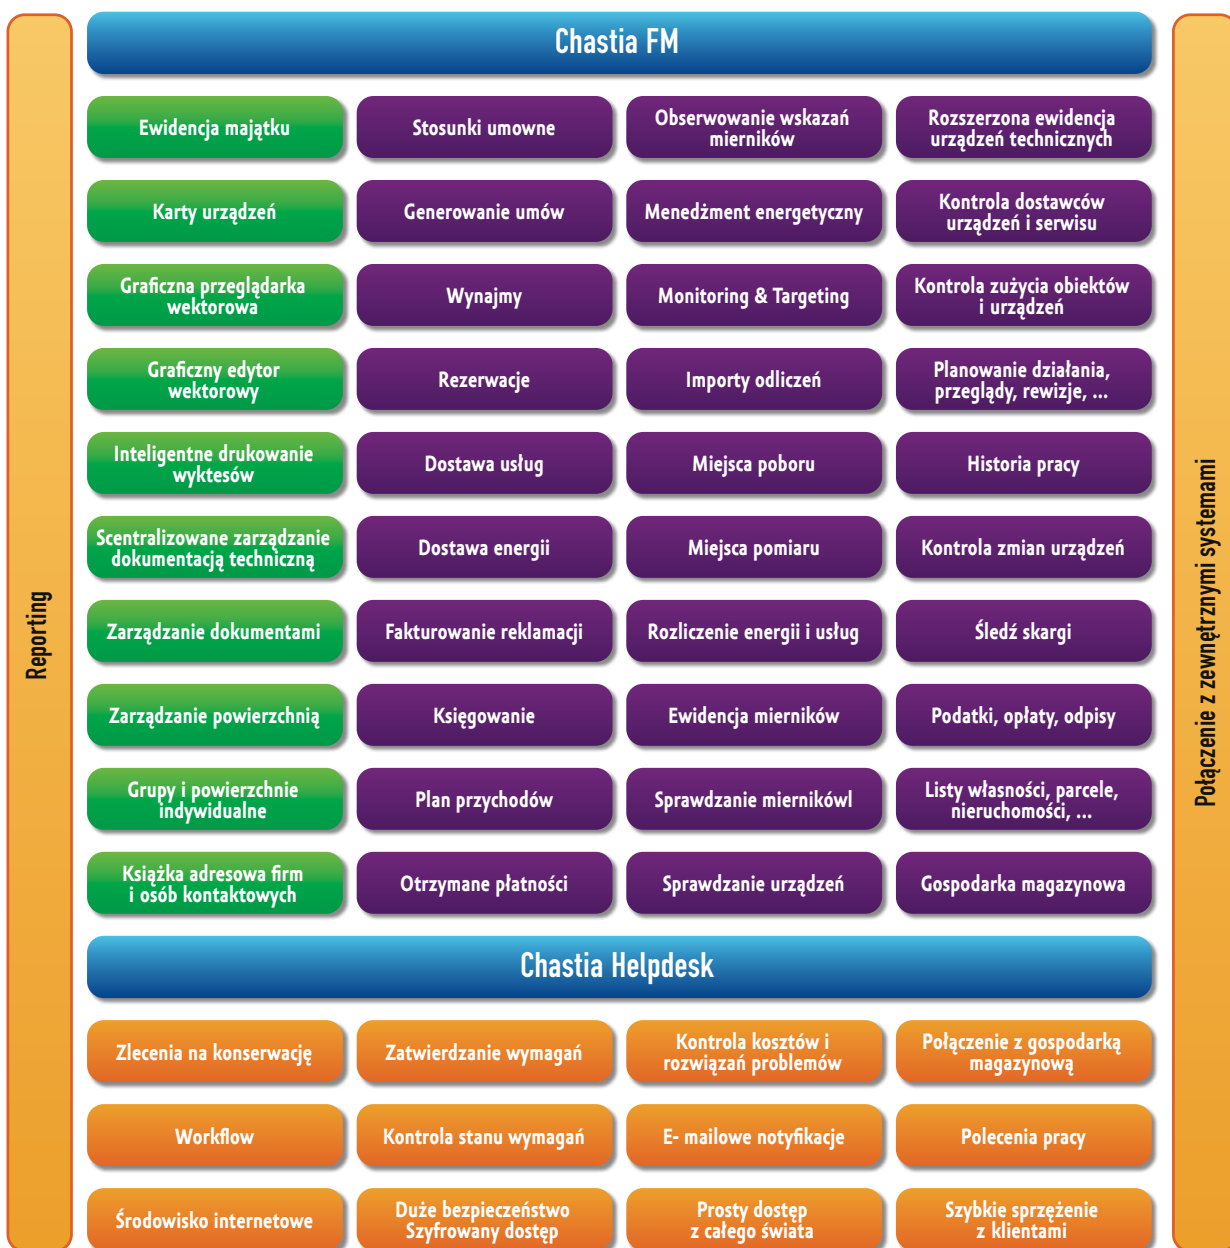 Chastia FM
Reporting
Ewidencja majątku
Stosunki umowne
Obserwowanie wskazań
mierników
Rozszerzona ewidencja
urządzeń technicznych
Karty urządzeń
Generowanie umów
Menedżment energetyczny
Kontrola dostawców
urządzeń i serwisu
Graficzna przeglądarka
wektorowa
Wynajmy
Monitoring & Targeting
Kontrola zużycia obiektów
i urządzeń
Graficzny edytor
wektorowy
Rezerwacje
Importy odliczeń
Planowanie działania,
przeglądy, rewizje, ...
Inteligentne drukowanie
wyktesów
Dostawa usług
Miejsca poboru
Historia pracy
Scentralizowane zarządzanie
dokumentacją techniczną
Dostawa energii
Miejsca pomiaru
Kontrola zmian urządzeń
Zarządzanie dokumentami
Fakturowanie reklamacji
Rozliczenie energii i usług
Śledź skargi
Zarządzanie powierzchnią
Księgowanie
Ewidencja mierników
Podatki, opłaty, odpisy
Grupy i powierzchnie
indywidualne
Plan przychodów
Sprawdzanie miernikówl
Listy własności, parcele,
nieruchomości, ...
Książka adresowa firm
i osób kontaktowych
Otrzymane płatności
Sprawdzanie urządzeń
Gospodarka magazynowa
Połączenie z zewnętrznymi systemami
Chastia Helpdesk
Zlecenia na konserwację
Zatwierdzanie wymagań
Kontrola kosztów i
rozwiązań problemów
Połączenie z gospodarką
magazynową
Workflow
Kontrola stanu wymagań
E- mailowe notyfikacje
Polecenia pracy
Środowisko internetowe
Duże bezpieczeństwo
Szyfrowany dostęp
Prosty dostęp
z całego świata
Szybkie sprzężenie
z klientami